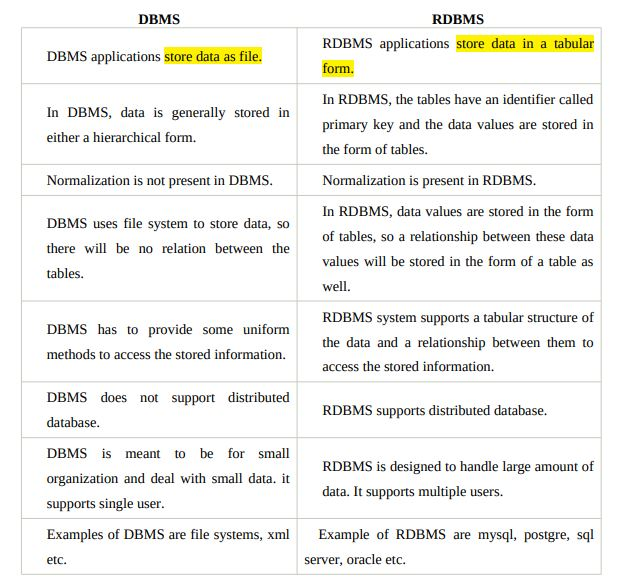 DBMS
RDBMS
DBMS applications store data as file.
RDBMS applications store data in a tabular
form.
In DBMS, data is generally stored in
either a hierarchical form.
In RDBMS, the tables have an identifier called
primary key and the data values are stored in
the form of tables.
Normalization is not present in DBMS.
Normalization is present in RDBMS.
DBMS uses file system to store data, so
there will be no relation between the
tables.
In RDBMS, data values are stored in the form
of tables, so a relationship between these data
values will be stored in the form of a table as
well.
DBMS has to provide some uniform
methods to access the stored information.
RDBMS system supports a tabular structure of
the data and a relationship between them to
access the stored information.
DBMS does not support distributed
database.
RDBMS supports distributed database.
DBMS is meant to be for small
organization and deal with small data. it
supports single user.
RDBMS is designed to handle large amount of
data. It supports multiple users.
Examples of DBMS are file systems, xml
etc.
Example of RDBMS are mysql, postgre, sql
server, oracle etc.